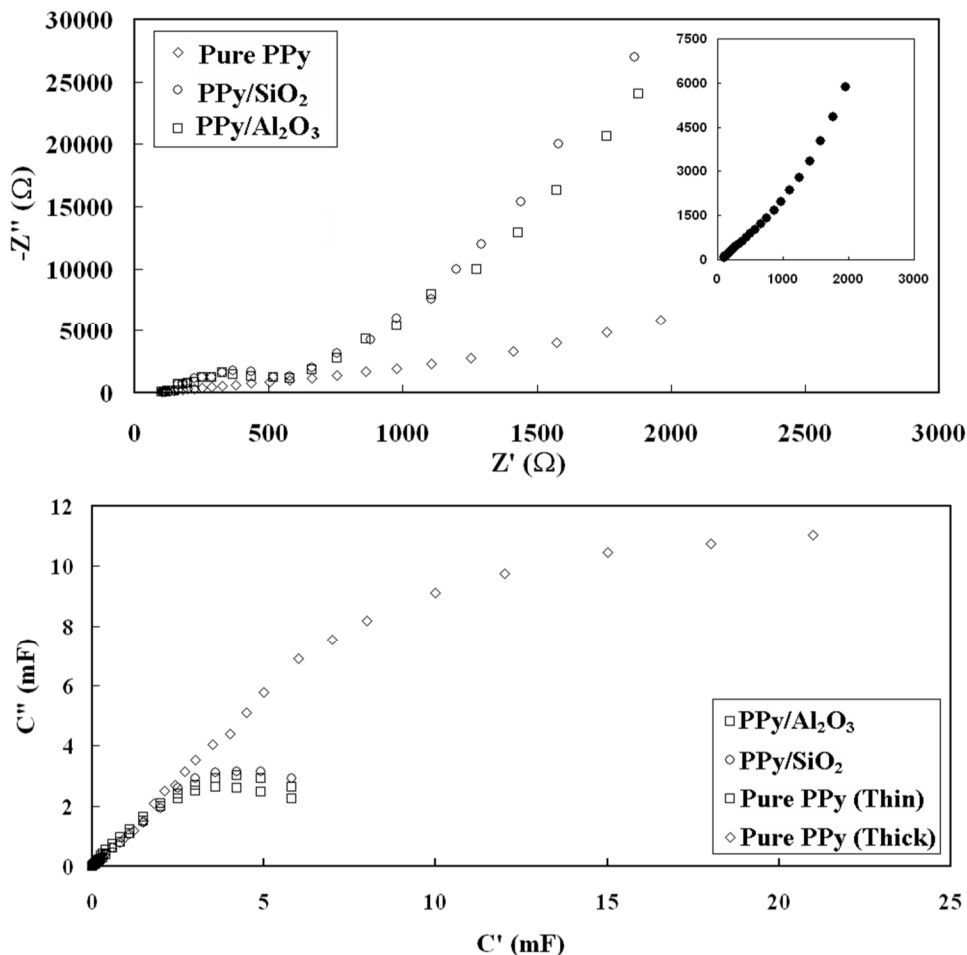 30000
25000
20000
15000
10000
5000
0
-Z" (Ω)
Pure PPy
PPy/SiO₂
PPy/Al₂O₃
7500
6000
4500
3000
1500
0
0 1000 2000 3000
0 500 1000 1500 2000 2500 3000
Z' (Ω)
12
10
8
6
4
2
0
C" (mF)
PPy/Al₂O₃
PPy/SiO₂
Pure PPy (Thin)
Pure PPy (Thick)
0 5 10 15 20 25
C' (mF)